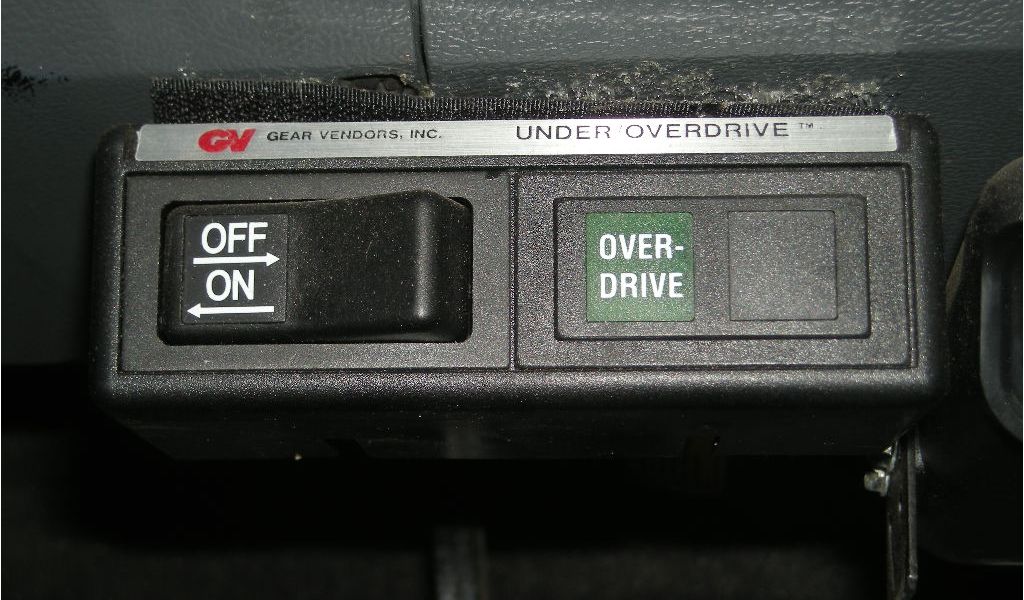 GV GEAR VENDORS, INC. UNDER/OVERDRIVE ™
OFF
ON
OVER-
DRIVE